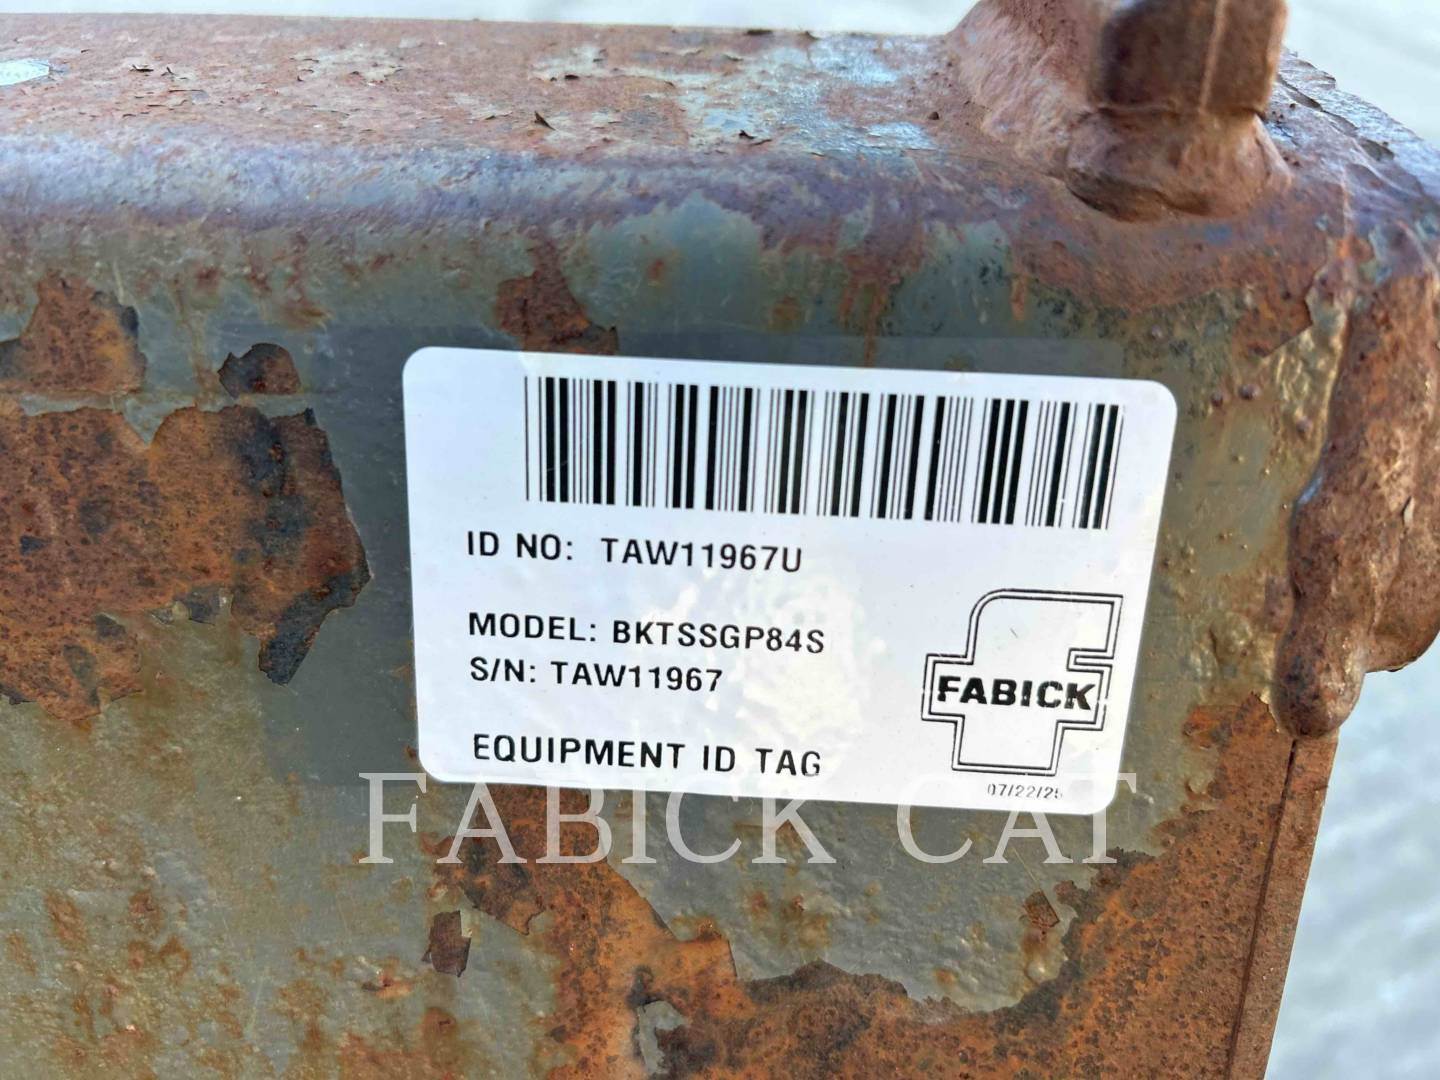 ID NO: TAW11967U
MODEL: BKTSSGP84S
S/N: TAW11967
FABICK
EQUIPMENT ID TAG
07/22/25
FABICK CAT